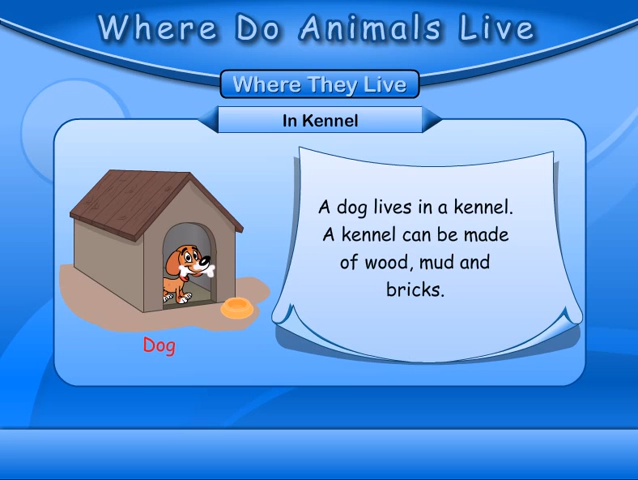 Where Do Animals Live
Where They Live
In Kennel
A dog lives in a kennel.
A kennel can be made
of wood, mud and
bricks.
Dog